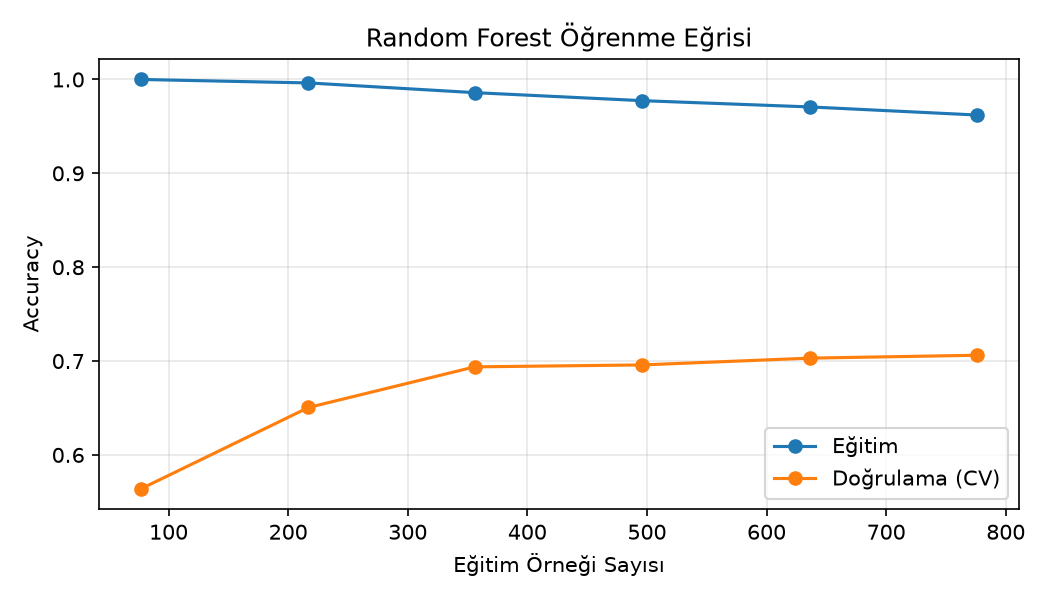 Random Forest Öğrenme Eğrisi
Accuracy
1.0
0.9
0.8
0.7
0.6
Eğitim
Doğrulama (CV)
100 200 300 400 500 600 700 800
Eğitim Örneği Sayısı